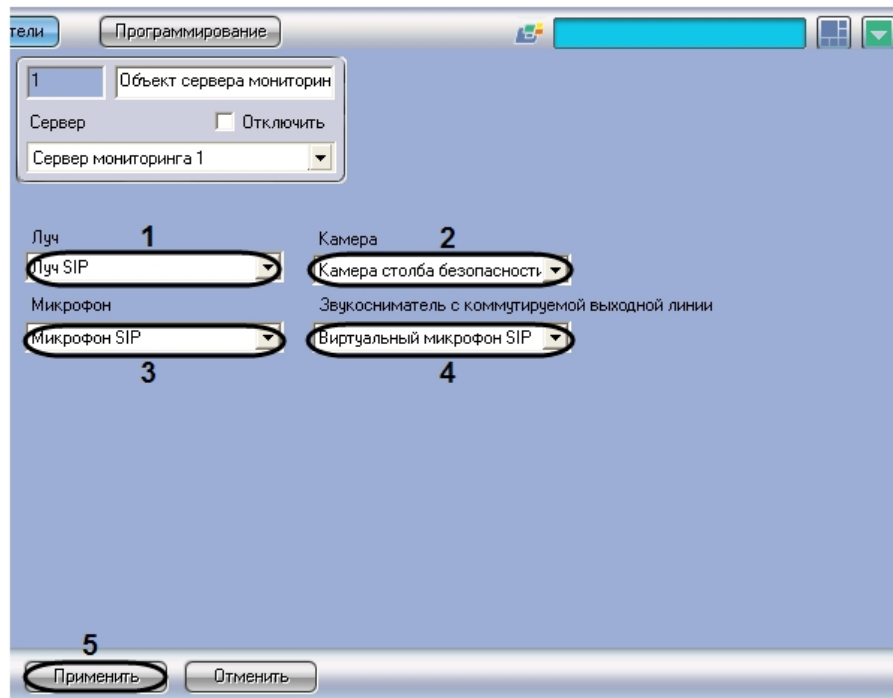 тели
Программирование
1
Объект сервера мониторин
Сервер
Отключить
Сервер мониторинга 1
Луч
1
Камера
2
Луч SIP
Камера столба безопасность
Микрофон
Звукосниматель с коммутируемой выходной линии
Микрофон SIP
Виртуальный микрофон SIP
3
4
5
Применить
Отменить